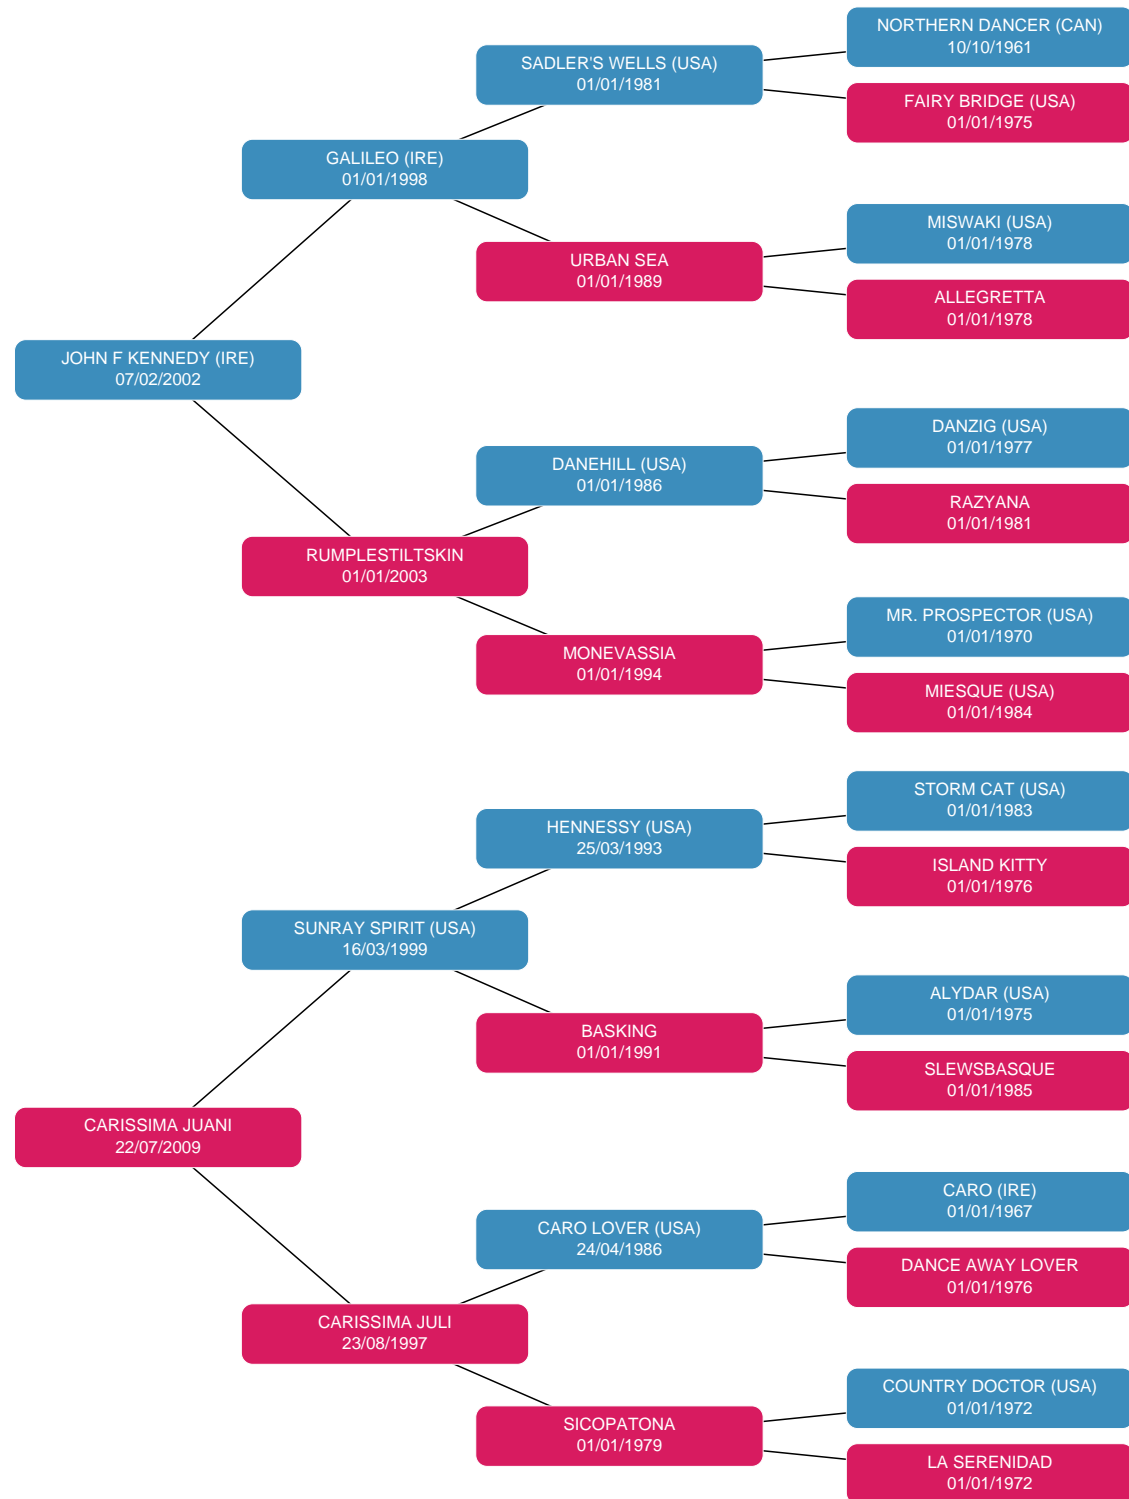 NORTHERN DANCER (CAN)
10/10/1961
SADLER'S WELLS (USA)
01/01/1981
FAIRY BRIDGE (USA)
01/01/1975
GALILEO (IRE)
01/01/1998
MISWAKI (USA)
01/01/1978
URBAN SEA
01/01/1989
ALLEGRETTA
01/01/1978
JOHN F KENNEDY (IRE)
07/02/2002
DANZIG (USA)
01/01/1977
DANEHILL (USA)
01/01/1986
RAZYANA
01/01/1981
RUMPLESTILTSKIN
01/01/2003
MR. PROSPECTOR (USA)
01/01/1970
MONEVASSIA
01/01/1994
MIESQUE (USA)
01/01/1984
STORM CAT (USA)
01/01/1983
HENNESSY (USA)
25/03/1993
ISLAND KITTY
01/01/1976
SUNRAY SPIRIT (USA)
16/03/1999
ALYDAR (USA)
01/01/1975
BASKING
01/01/1991
SLEWSBASQUE
01/01/1985
CARISSIMA JUANI
22/07/2009
CARO (IRE)
01/01/1967
CARO LOVER (USA)
24/04/1986
DANCE AWAY LOVER
01/01/1976
CARISSIMA JULI
23/08/1997
COUNTRY DOCTOR (USA)
01/01/1972
SICOPATONA
01/01/1979
LA SERENIDAD
01/01/1972